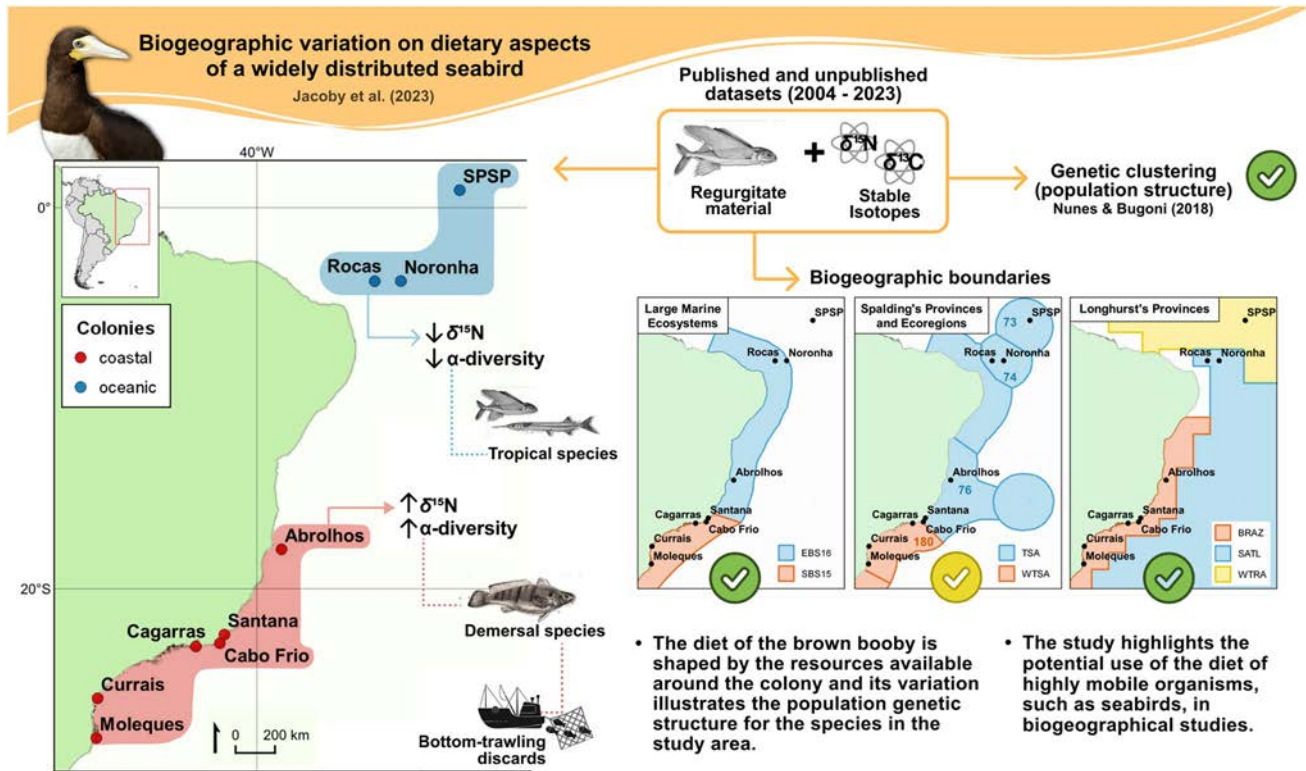 Biogeographic variation on dietary aspects
of a widely distributed seabird
Jacoby et al. (2023)
40°W
0°
20°S
SPSP
Rocas
Noronha
Colonies
coastal
oceanic
↓ δ¹⁵N
↓ α-diversity
Tropical species
↑ δ¹⁵N
↑ α-diversity
Abrolhos
Demersal species
Santana
Cagarras
Cabo Frio
Currais
Moleques
Bottom-trawling
discards
0 200 km
Published and unpublished
datasets (2004 - 2023)
Regurgitate
material
+
δ¹⁵N
δ¹³C
Stable
Isotopes
Genetic clustering
(population structure)
Nunes & Bugoni (2018)
Biogeographic boundaries
Large Marine
Ecosystems
SPSP
Rocas
Noronha
Abrolhos
Santana
Cagarras
Cabo Frio
Currais
Moleques
EBS16
SBS15
Spalding's Provinces
and Ecoregions
73
SPSP
Rocas
Noronha
74
Abrolhos
76
Santana
Cagarras
Cabo Frio
Currais
180
Moleques
TSA
WTSA
Longhurst's Provinces
SPSP
Rocas
Noronha
Abrolhos
Santana
Cagarras
Cabo Frio
Currais
Moleques
BRAZ
SATL
WTRA
• The diet of the brown booby is
shaped by the resources available
around the colony and its variation
illustrates the population genetic
structure for the species in the
study area.
• The study highlights the
potential use of the diet of
highly mobile organisms,
such as seabirds, in
biogeographical studies.